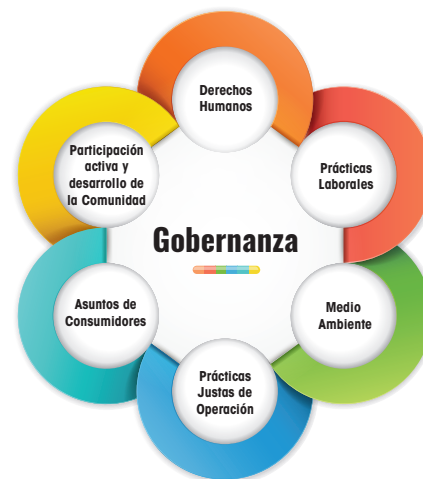 Derechos
Humanos
Prácticas
Laborales
Medio
Ambiente
Prácticas
Justas de
Operación
Asuntos de
Consumidores
Participación
activa y
desarrollo de
la Comunidad
Gobernanza